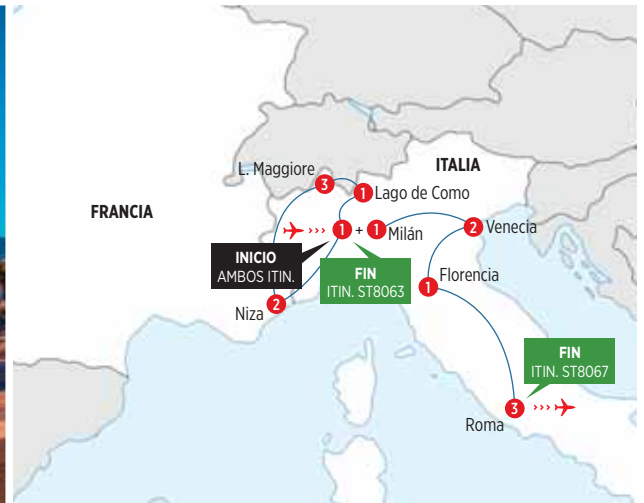 L. Maggiore
3
ITALIA
1
Lago de Como
FRANCIA
1 + 1
Milán
2
Venecia
INICIO
AMBOS ITIN.
FIN
ITIN. ST8063
Florencia
1
Niza
2
FIN
ITIN. ST8067
3
Roma